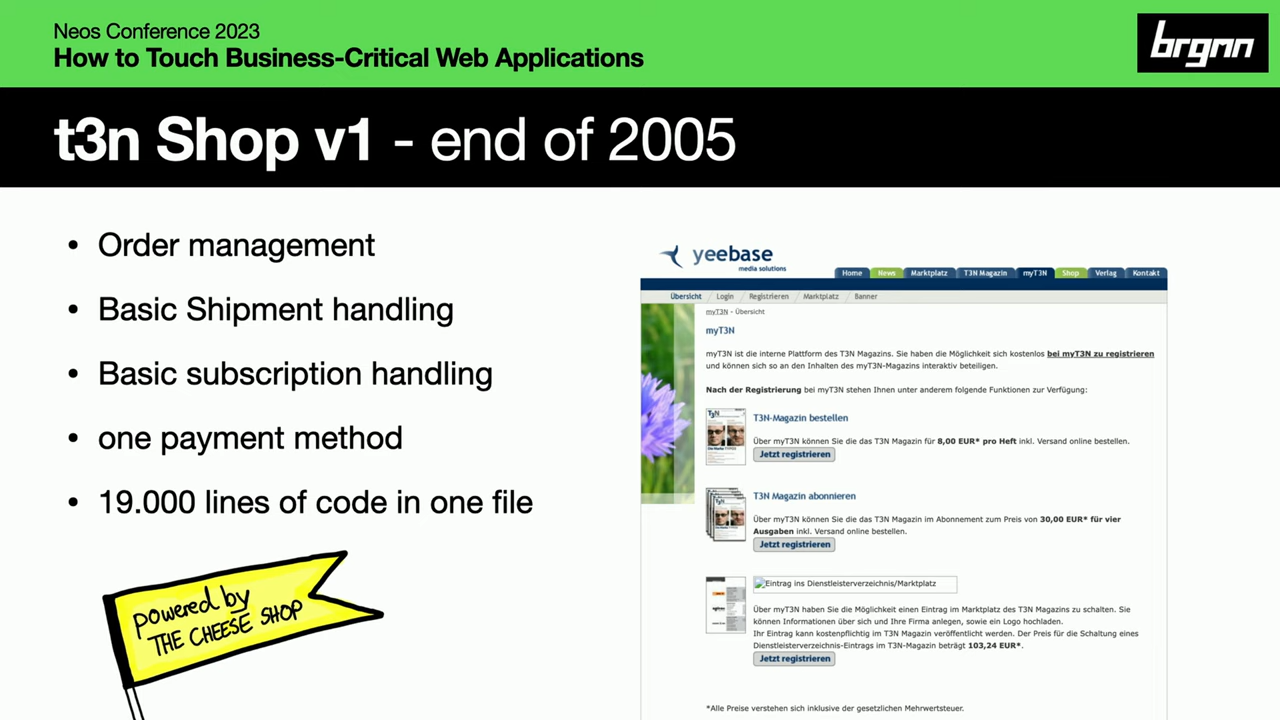 Neos Conference 2023
How to Touch Business-Critical Web Applications
brgnn
t3n Shop v1 - end of 2005
• Order management
• Basic Shipment handling
• Basic subscription handling
• one payment method
• 19.000 lines of code in one file
powered by
THE CHEESE SHOP
yeebase
media solutions
Home News Marktplatz T3N Magazin myT3N Shop Verlag Kontakt
Übersicht / Login / Registrieren / Marktplatz / Banner
myT3N - Übersicht
myT3N
myT3N ist die interne Plattform des T3N Magazins. Sie haben die Möglichkeit sich kostenlos bei myT3N zu registrieren
und können sich so an den Inhalten des myT3N-Magazins interaktiv beteiligen.
Nach der Registrierung bei myT3N stehen Ihnen unter anderem folgende Funktionen zur Verfügung:
T3N
T3N-Magazin bestellen
Über myT3N können Sie die das T3N Magazin für 8,00 EUR* pro Heft inkl. Versand online bestellen.
Jetzt registrieren
T3N
T3N Magazin abonnieren
Über myT3N können Sie die das T3N Magazin im Abonnement zum Preis von 30,00 EUR* für vier
Ausgaben inkl. Versand online bestellen.
Jetzt registrieren
Eintrag ins Dienstleisterverzeichnis/Marktplatz
Über myT3N haben Sie die Möglichkeit einen Eintrag im Marktplatz des T3N Magazins zu schalten. Sie
können Informationen über sich und Ihre Firma anlegen, sowie ein Logo hochladen.
Ihr Eintrag kann kostenpflichtig im T3N Magazin veröffentlicht werden. Der Preis für die Schaltung eines
Dienstleisterverzeichnis-Eintrags im T3N-Magazin beträgt 103,24 EUR*.
Jetzt registrieren
*Alle Preise verstehen sich inklusive der gesetzlichen Mehrwertsteuer.